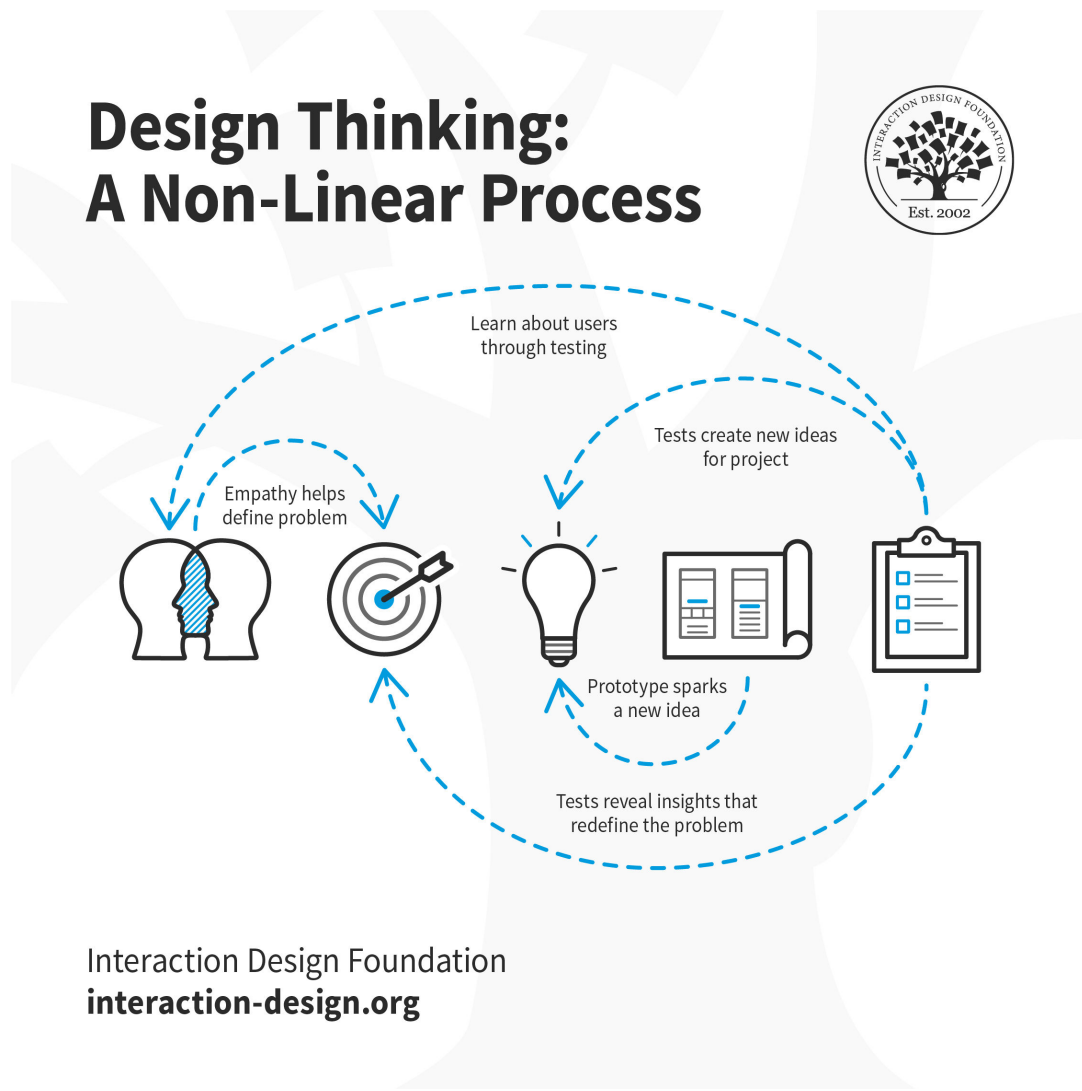 Design Thinking:
A Non-Linear Process
INTERACTION DESIGN FOUNDATION
Est. 2002
Learn about users
through testing
Tests create new ideas
for project
Empathy helps
define problem
Prototype sparks
a new idea
Tests reveal insights that
redefine the problem
Interaction Design Foundation
interaction-design.org